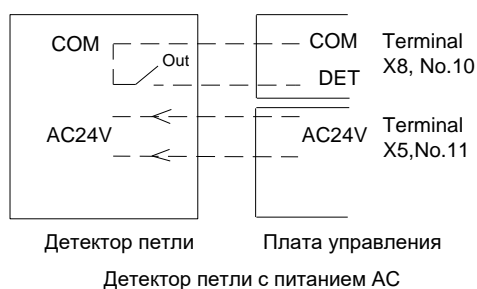 COM
Out
AC24V
COM
DET
Terminal
X8, No.10
AC24V
Terminal
X5,No.11
Детектор петли
Плата управления
Детектор петли с питанием AC